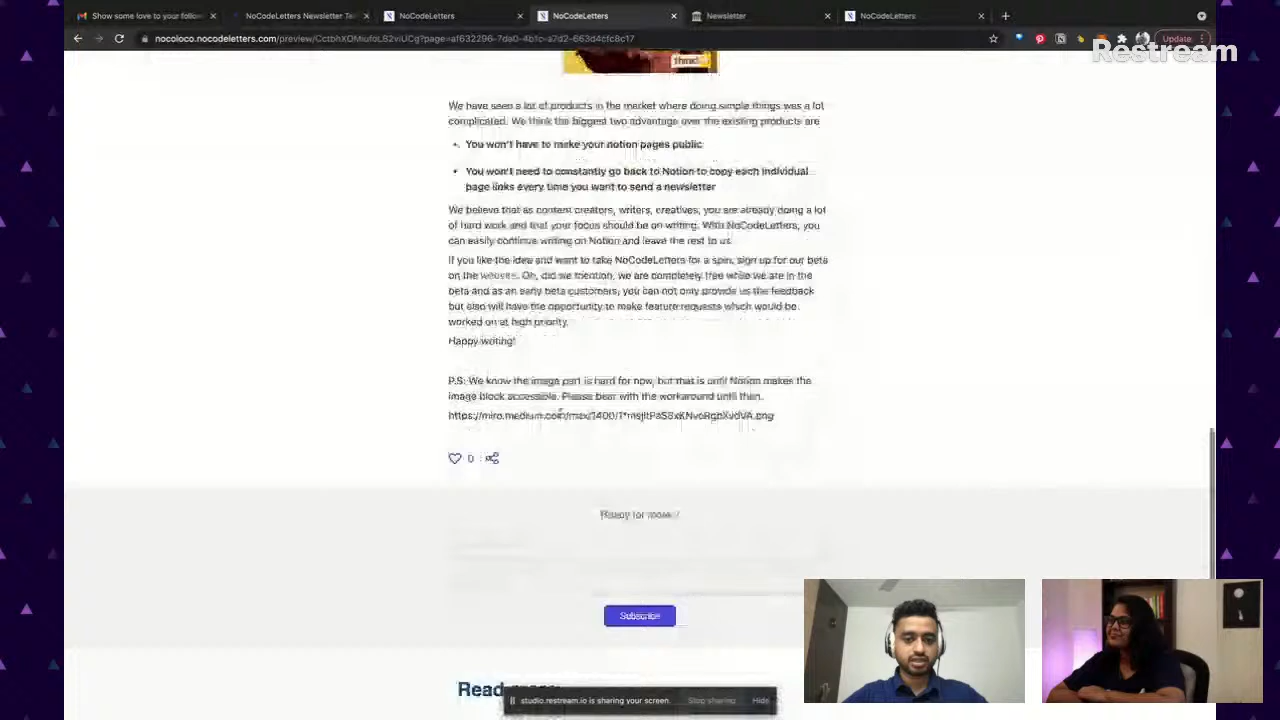 Show some love to your follow
NoCodeLetters Newsletter Te
NoCodeLetters
NoCodeLetters
Newsletter
NoCodeLetters
Update
Restream
We have seen a lot of products in the market where doing simple things was a lot
complicated. We think the biggest two advantage over the existing products are
• You won't have to make your notion pages public
• You won't need to constantly go back to Notion to copy each individual
page links every time you want to send a newsletter
We believe that as content creators, writers, creatives, you are already doing a lot
of hard work and that your focus should be on writing. With NoCodeLetters, you
can easily continue writing on Notion and leave the rest to us.
If you like the idea and want to take NoCodeLetters for a spin, sign up for our beta
on the website. Oh, did we mention, we are completely free while we are in the
beta and as an early beta customers, you can not only provide us the feedback
but also will have the opportunity to make feature requests which would be
worked on at high priority.
Happy writing!
P.S: We know the image part is hard for now, but that is until Notion makes the
image block accessible. Please bear with the workaround until then.
0
Ready for more ?
Subscribe
Read
studio.restream.io is sharing your screen.
Stop sharing
Hide